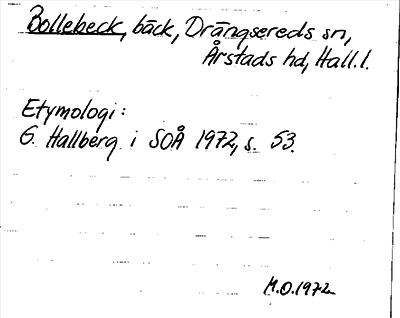 Bollebeck, bäck, Drängsereds sn,
Årstads hd, Hall.l.
Etymologi:
G. Hallberg i SOÅ 1972, s. 53.
M.O.1972